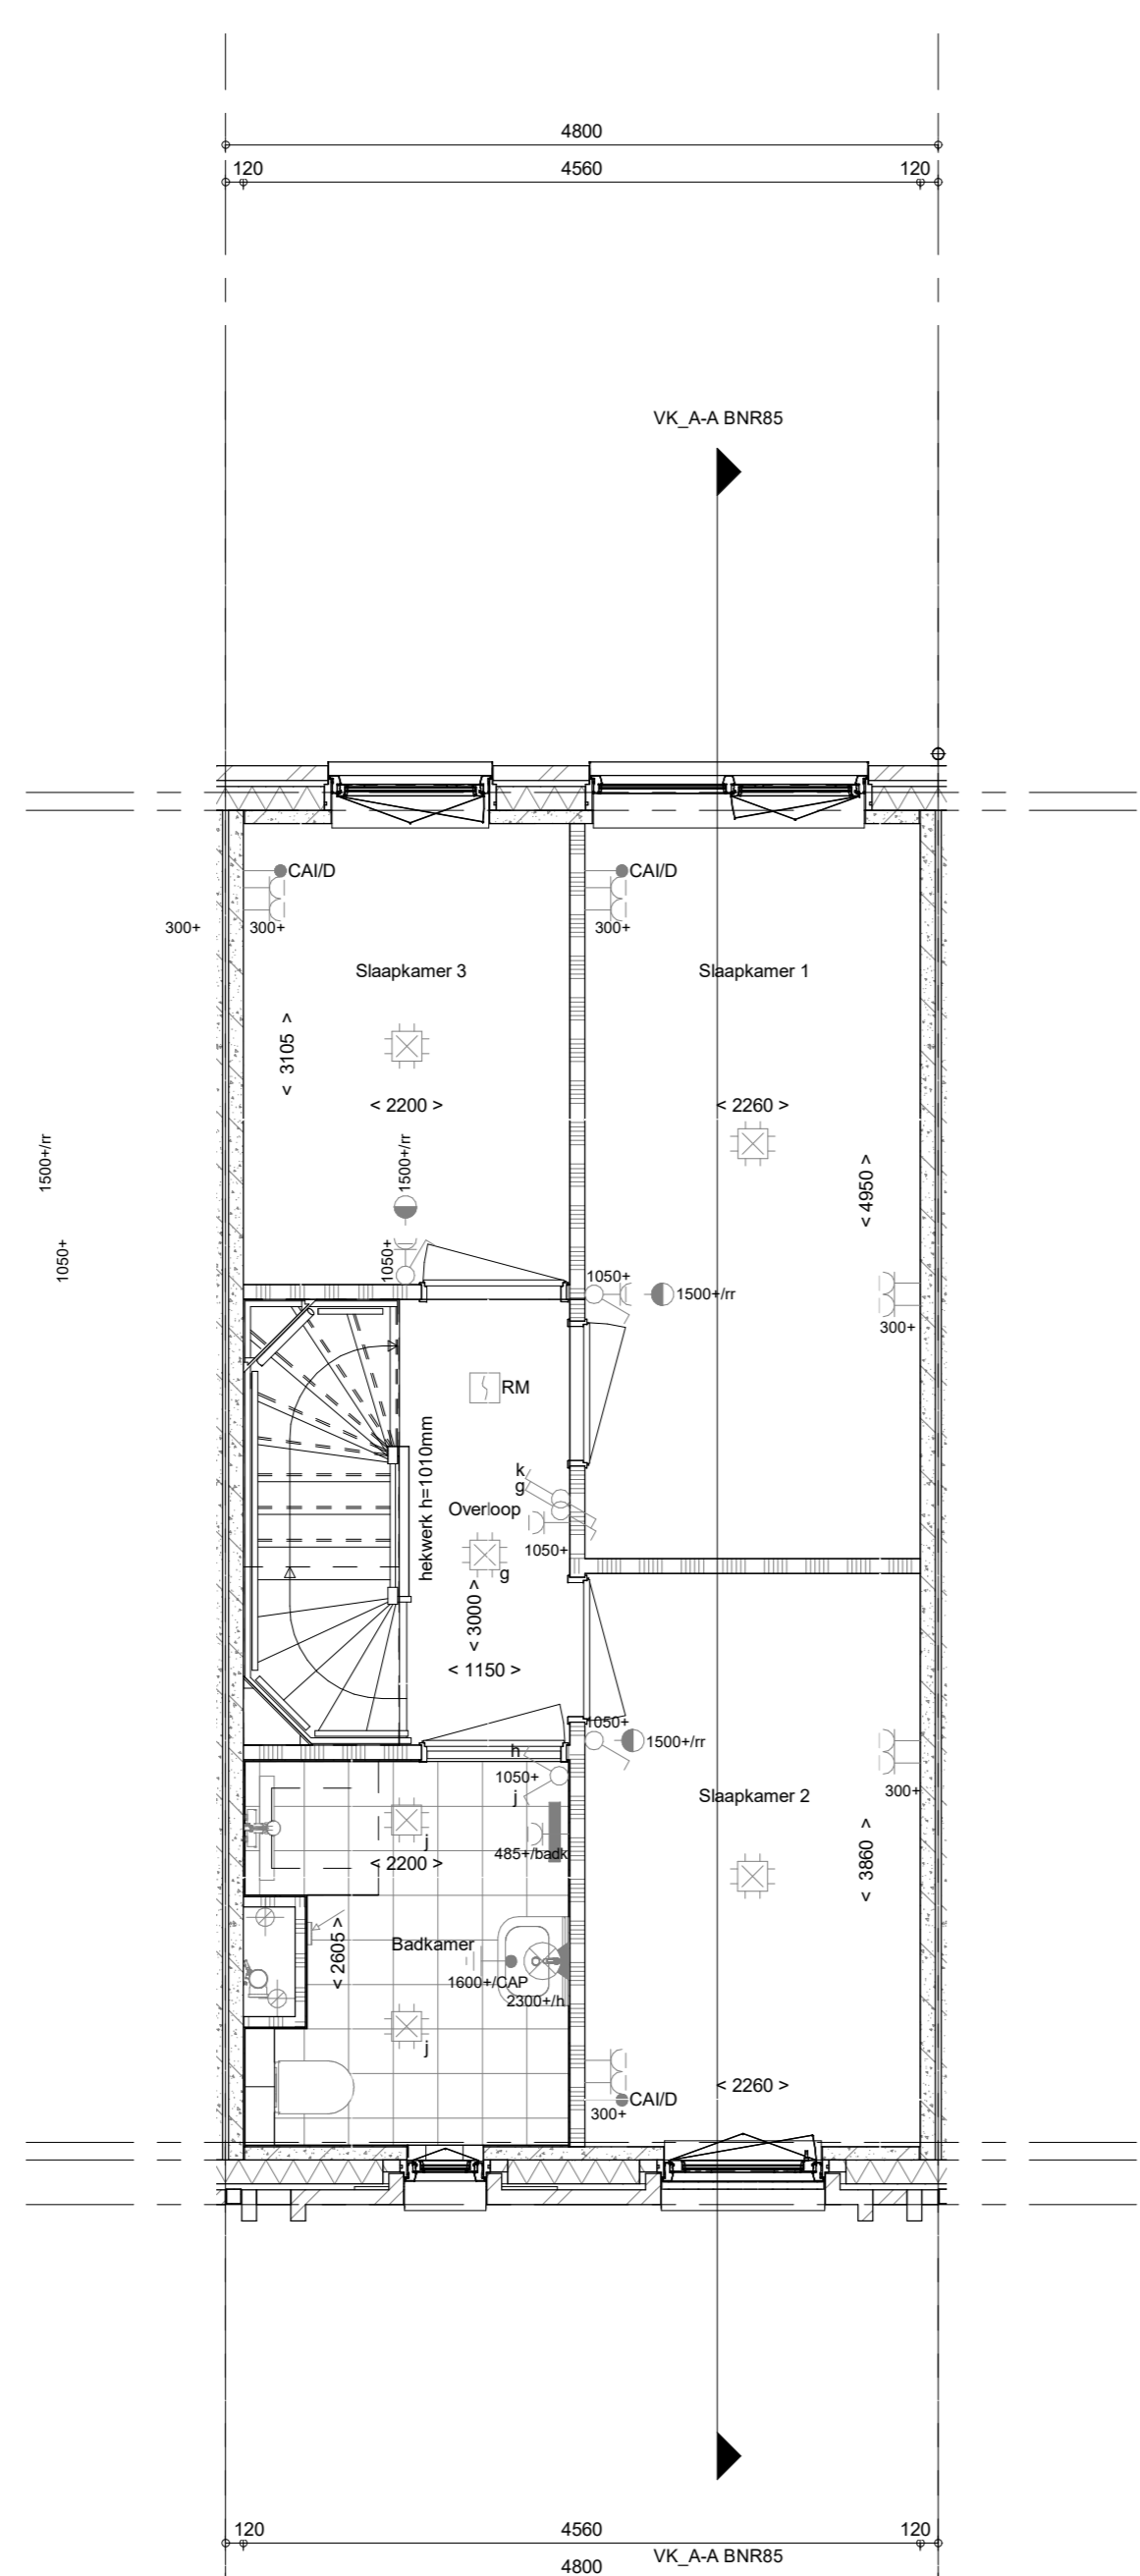 4800
120
4560
120
VK_A-A BNR85
CAI/D
CAI/D
300+
300+
300+
Slaapkamer 3
Slaapkamer 1
< 3105 >
< 2200 >
< 2260 >
1500+/rr
1500+/rr
< 4950 >
1050+
1050+
1050+
1500+/rr
300+
RM
hekwerk h=1010mm
k
g
Overloop
1050+
g
< 3000 >
< 1150 >
1050+
1500+/rr
h
1050+
j
300+
Slaapkamer 2
j
485+/badk
< 2200 >
< 3860 >
< 2605 >
Badkamer
1600+/CAP
2300+/h
j
< 2260 >
CAI/D
300+
120
4560
120
VK_A-A BNR85
4800